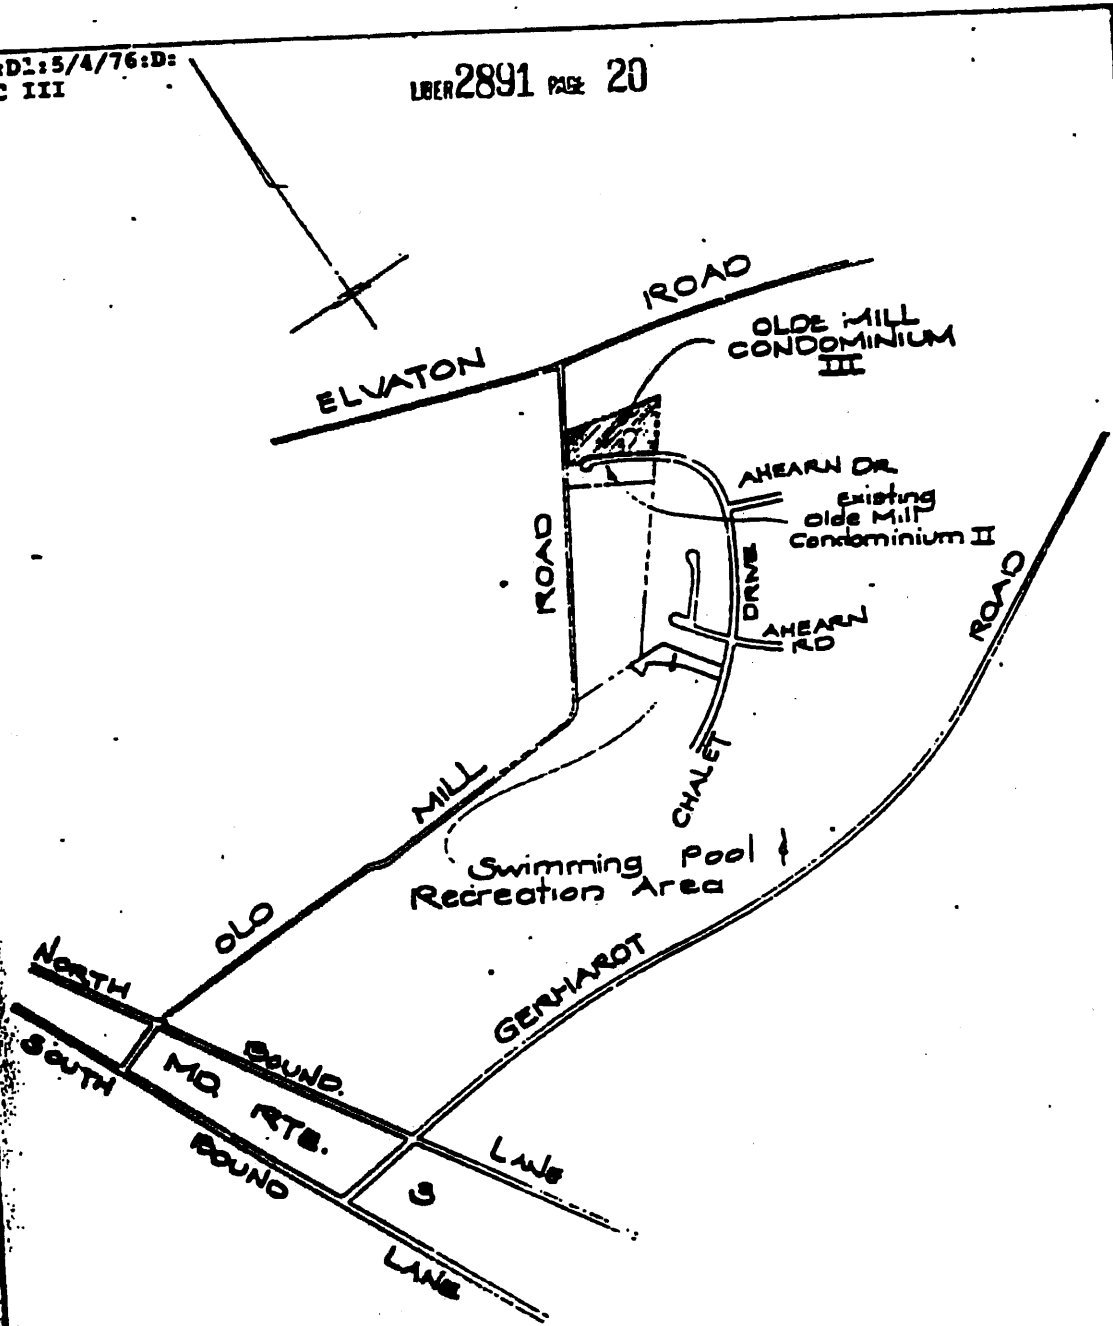 :D1:5/4/76:D:
C III
LIBER 2891 PAGE 20
ELVATON ROAD
OLDE MILL
CONDOMINIUM
III
AHEARN DR.
Existing
Olde Mill
Condominium II
ROAD
DRIVE
AHEARN
RD
ROAD
CHALET
MILL
Swimming Pool &
Recreation Area
OLD
GERHARDT
NORTH
BOUND.
LANE
SOUTH
BOUND
LANE
MD.
RTE.
3